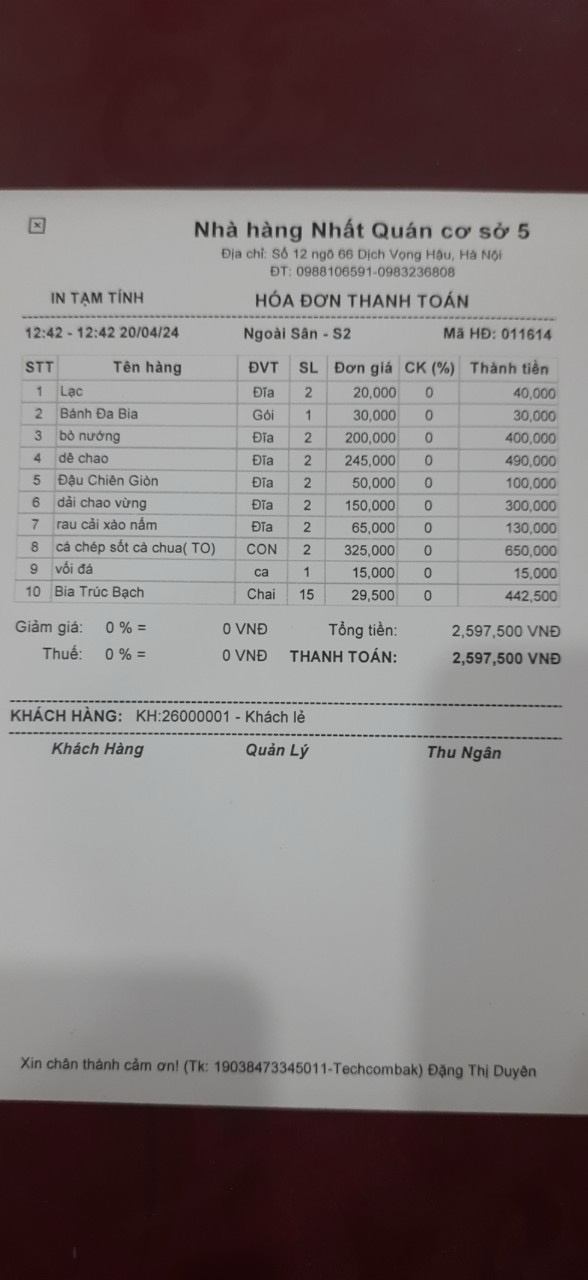 Nhà hàng Nhất Quán cơ sở 5
Địa chỉ: Số 12 ngõ 66 Dịch Vọng Hậu, Hà Nội
ĐT: 0988106591-0983236808
IN TẠM TÍNH HÓA ĐƠN THANH TOÁN
12:42 - 12:42 20/04/24 Ngoài Sân - S2 Mã HĐ: 011614
STT Tên hàng ĐVT SL Đơn giá CK (%) Thành tiền
1 Lạc Đĩa 2 20,000 0 40,000
2 Bánh Đa Bia Gói 1 30,000 0 30,000
3 bò nướng Đĩa 2 200,000 0 400,000
4 dê chao Đĩa 2 245,000 0 490,000
5 Đậu Chiên Giòn Đĩa 2 50,000 0 100,000
6 dải chao vừng Đĩa 2 150,000 0 300,000
7 rau cải xào nấm Đĩa 2 65,000 0 130,000
8 cá chép sốt cà chua( TO) CON 2 325,000 0 650,000
9 vối đá ca 1 15,000 0 15,000
10 Bia Trúc Bạch Chai 15 29,500 0 442,500
Giảm giá: 0 % = 0 VNĐ Tổng tiền: 2,597,500 VNĐ
Thuế: 0 % = 0 VNĐ THANH TOÁN: 2,597,500 VNĐ
KHÁCH HÀNG: KH:26000001 - Khách lẻ
Khách Hàng Quản Lý Thu Ngân
Xin chân thành cảm ơn! (Tk: 19038473345011-Techcombak) Đặng Thị Duyên